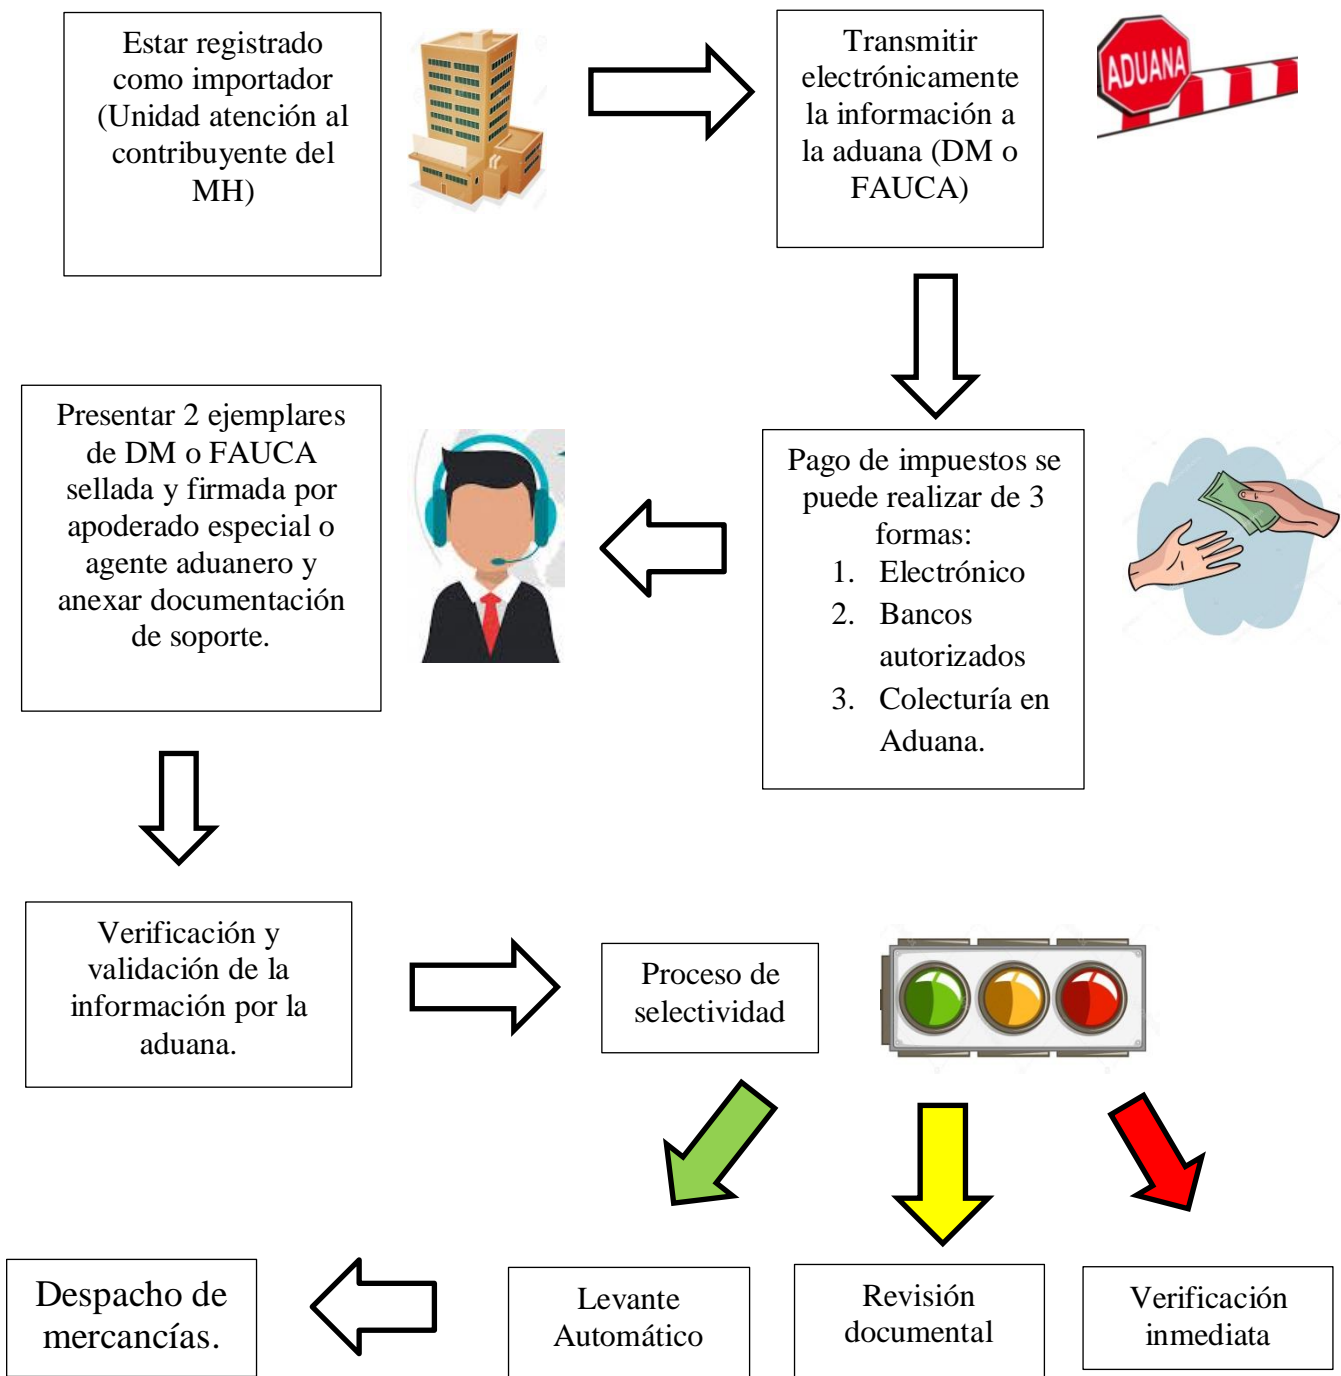 Estar registrado
como importador
(Unidad atención al
contribuyente del
MH)
Transmitir
electrónicamente
la información a
la aduana (DM o
FAUCA)
ADUANA
Pago de impuestos se
puede realizar de 3
formas:
1. Electrónico
2. Bancos
autorizados
3. Colecturía en
Aduana.
Presentar 2 ejemplares
de DM o FAUCA
sellada y firmada por
apoderado especial o
agente aduanero y
anexar documentación
de soporte.
Verificación y
validación de la
información por la
aduana.
Proceso de
selectividad
Levante
Automático
Revisión
documental
Verificación
inmediata
Despacho de
mercancías.